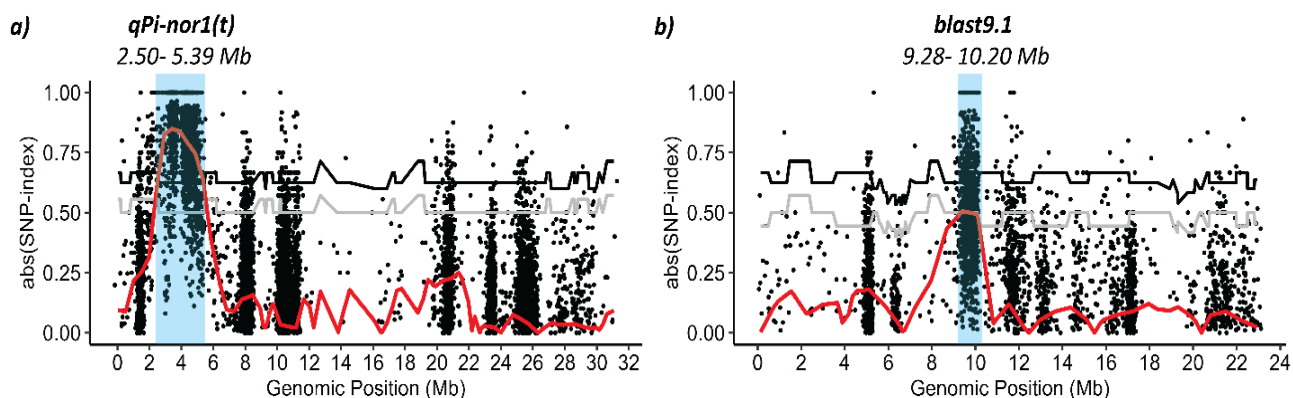 a)
qPi-nor1(t)
2.50- 5.39 Mb
abs(SNP-index)
1.00
0.75
0.50
0.25
0.00
0 2 4 6 8 10 12 14 16 18 20 22 24 26 28 30 32
Genomic Position (Mb)
b)
blast9.1
9.28- 10.20 Mb
abs(SNP-index)
1.00
0.75
0.50
0.25
0.00
0 2 4 6 8 10 12 14 16 18 20 22 24
Genomic Position (Mb)